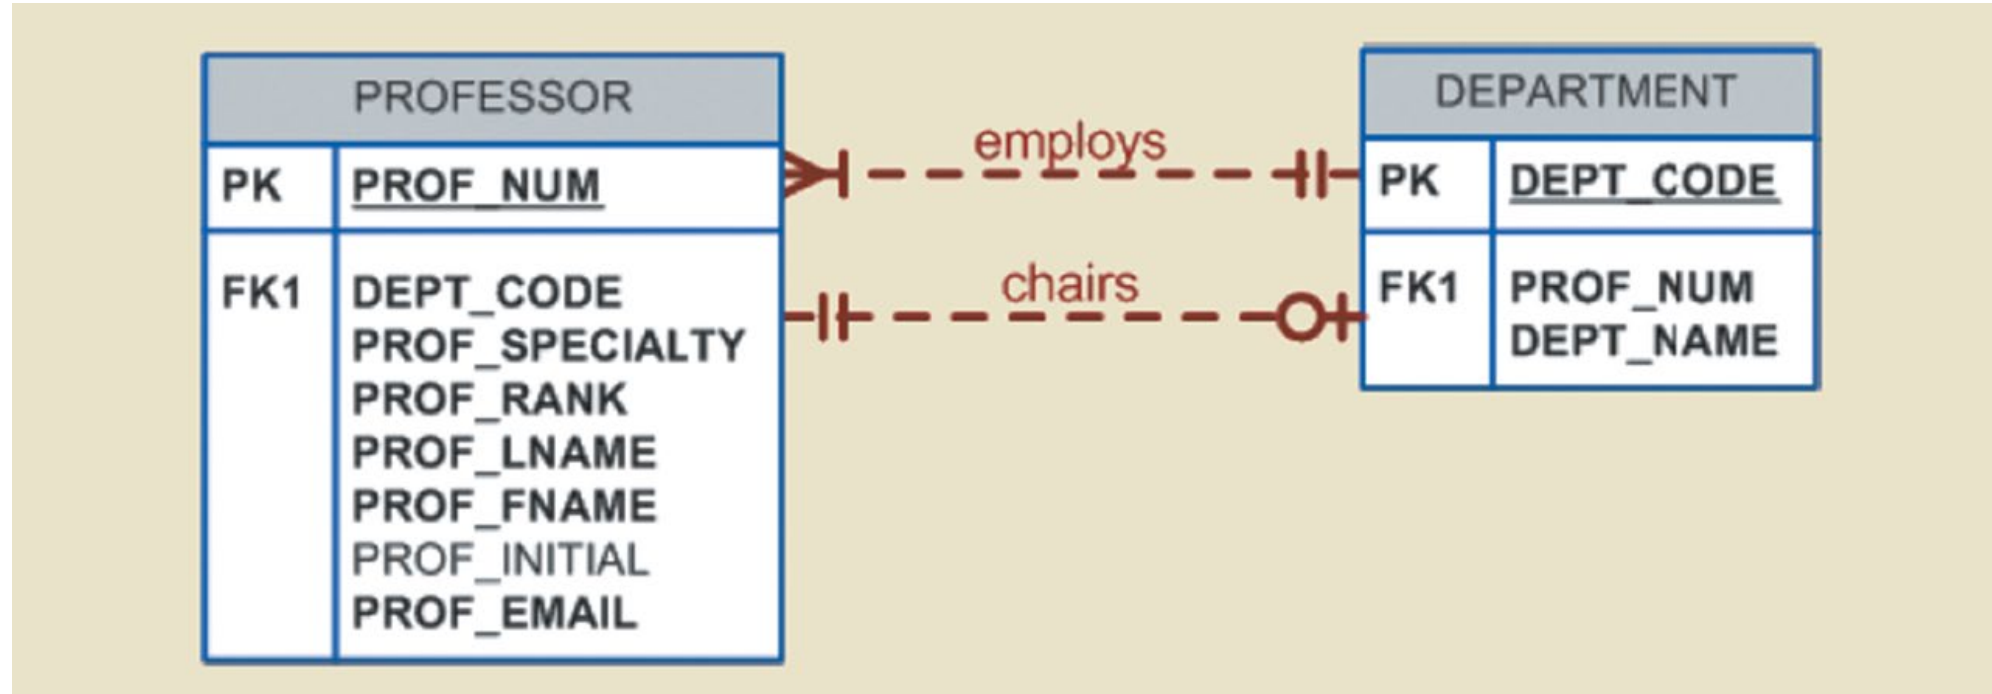 PROFESSOR
PK PROF_NUM
FK1 DEPT_CODE
PROF_SPECIALTY
PROF_RANK
PROF_LNAME
PROF_FNAME
PROF_INITIAL
PROF_EMAIL
employs
chairs
DEPARTMENT
PK DEPT_CODE
FK1 PROF_NUM
DEPT_NAME